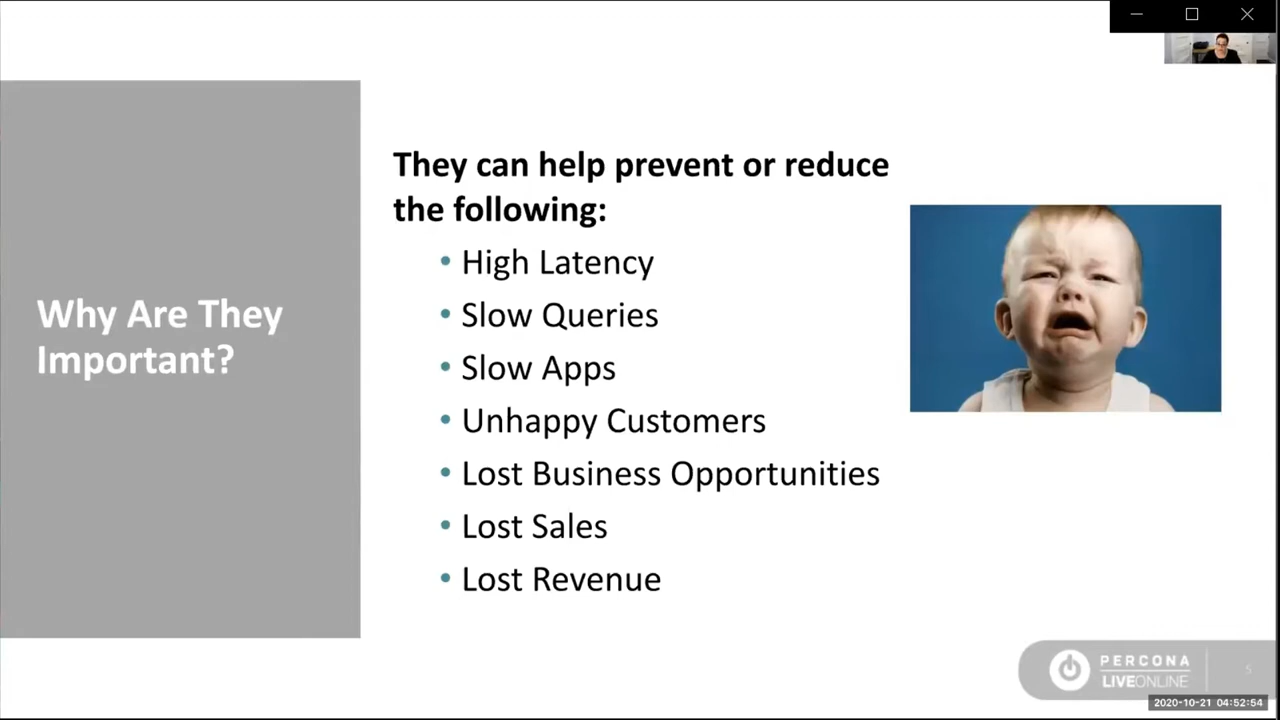 Why Are They
Important?
They can help prevent or reduce
the following:
• High Latency
• Slow Queries
• Slow Apps
• Unhappy Customers
• Lost Business Opportunities
• Lost Sales
• Lost Revenue
PERCONA
LIVEONLINE
5
2020-10-21 04:52:54